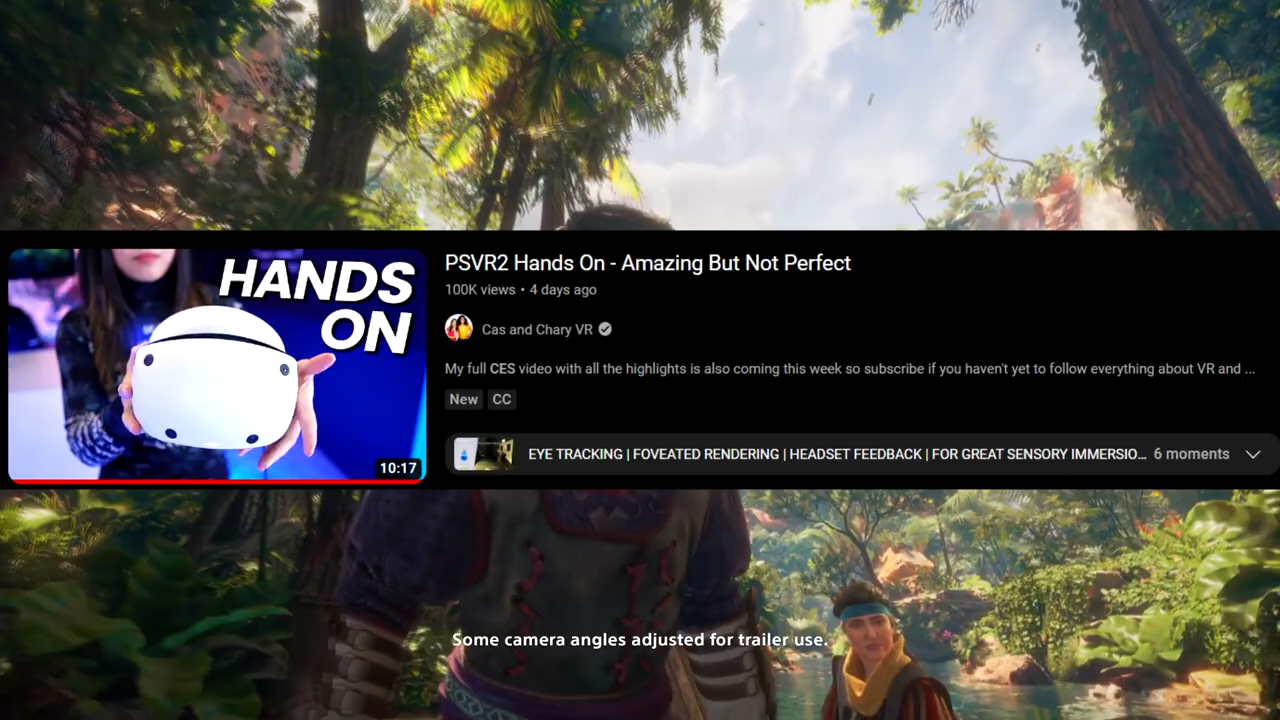 HANDS
ON
10:17
PSVR2 Hands On - Amazing But Not Perfect
100K views • 4 days ago
Cas and Chary VR
My full CES video with all the highlights is also coming this week so subscribe if you haven't yet to follow everything about VR and ...
New CC
EYE TRACKING | FOVEATED RENDERING | HEADSET FEEDBACK | FOR GREAT SENSORY IMMERSIO... 6 moments
Some camera angles adjusted for trailer use.